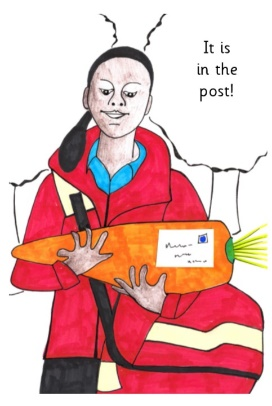 It is
in the
post!